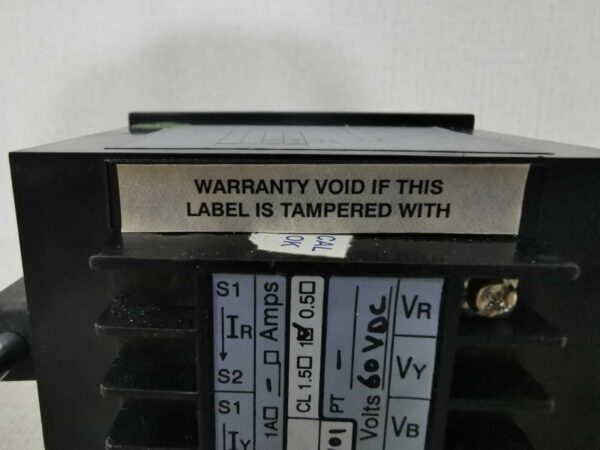 WARRANTY VOID IF THIS
LABEL IS TAMPERED WITH
CAL
OK
S1
IR
S2
S1
IY
1A☐ - ☐ Amps
CL 1.5☐ 1☑ 0.5☐
PT -
Volts 60VDC
VR
VY
VB